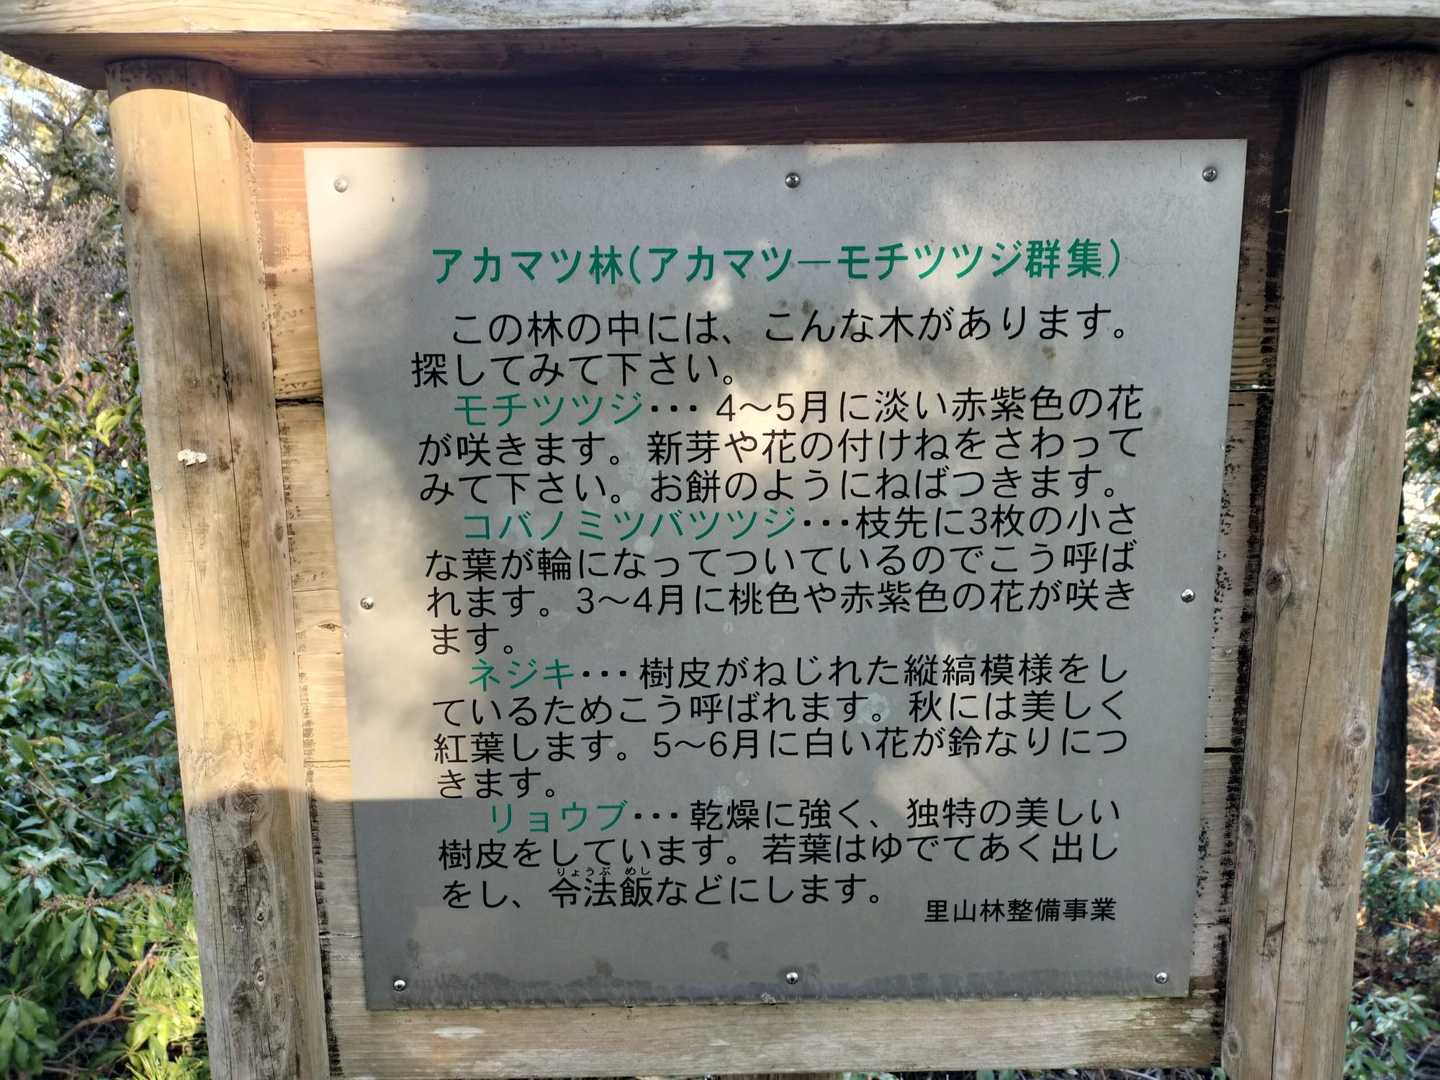 アカマツ林(アカマツ―モチツツジ群集)
この林の中には、こんな木があります。
探してみて下さい。
モチツツジ･･･ 4～5月に淡い赤紫色の花
が咲きます。新芽や花の付けねをさわって
みて下さい。お餅のようにねばつきます。
コバノミツバツツジ･･･枝先に3枚の小さ
な葉が輪になってついているのでこう呼ば
れます。3～4月に桃色や赤紫色の花が咲き
ます。
ネジキ･･･樹皮がねじれた縦縞模様をし
ているためこう呼ばれます。秋には美しく
紅葉します。5～6月に白い花が鈴なりにつ
きます。
リョウブ･･･乾燥に強く、独特の美しい
樹皮をしています。若葉はゆでてあく出し
りょうぶ めし
をし、令法飯などにします。
里山林整備事業